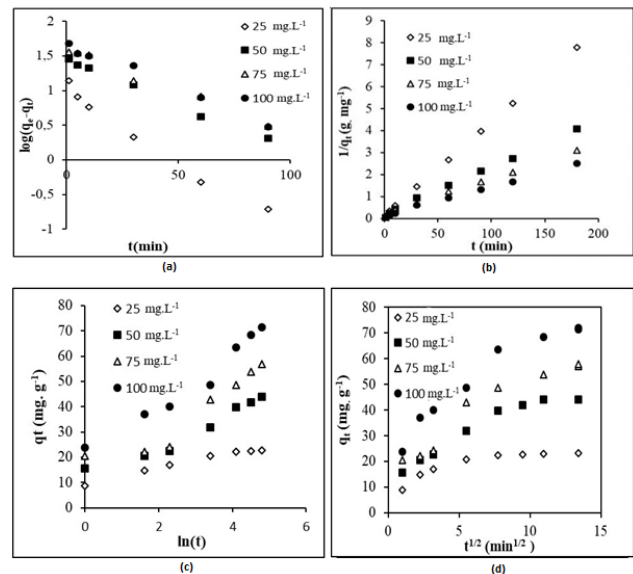 2
1,5
1
0,5
0
-0,5
-1
0 50 100
log(qe-qt)
t(min)
25 mg.L-1
50 mg.L-1
75 mg.L-1
100 mg.L-1
(a)
9
8
7
6
5
4
3
2
1
0
0 50 100 150 200
1/qt (g mg-1)
t (min)
25 mg.L-1
50 mg.L-1
75 mg.L-1
100 mg.L-1
(b)
80
70
60
50
40
30
20
10
0
0 2 4 6
qt (mg. g-1)
ln(t)
25 mg.L-1
50 mg.L-1
75 mg.L-1
100 mg.L-1
(c)
80
70
60
50
40
30
20
10
0
0 5 10 15
qt (mg. g-1)
t1/2 (min1/2)
25 mg.L-1
50 mg.L-1
75 mg.L-1
100 mg.L-1
(d)